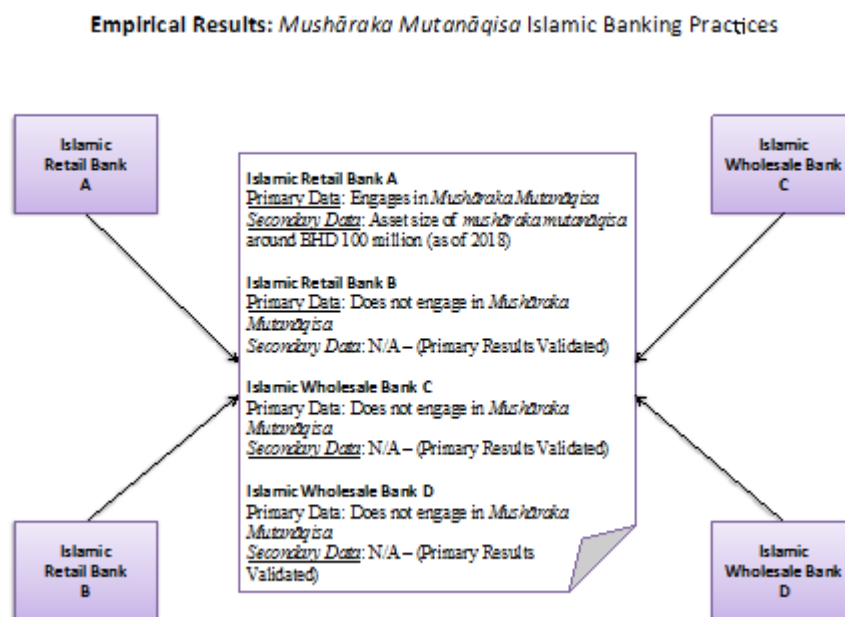 Empirical Results: Mushāraka Mutanāqisa Islamic Banking Practices
Islamic
Retail Bank
A
Islamic
Wholesale Bank
C
Islamic Retail Bank A
Primary Data: Engages in Mushāraka Mutanāqisa
Secondary Data: Asset size of mushāraka mutanāqisa
around BHD 100 million (as of 2018)
Islamic Retail Bank B
Primary Data: Does not engage in Mushāraka
Mutanāqisa
Secondary Data: N/A – (Primary Results Validated)
Islamic Wholesale Bank C
Primary Data: Does not engage in Mushāraka
Mutanāqisa
Secondary Data: N/A – (Primary Results Validated)
Islamic Wholesale Bank D
Primary Data: Does not engage in Mushāraka
Mutanāqisa
Secondary Data: N/A – (Primary Results
Validated)
Islamic
Retail Bank
B
Islamic
Wholesale Bank
D